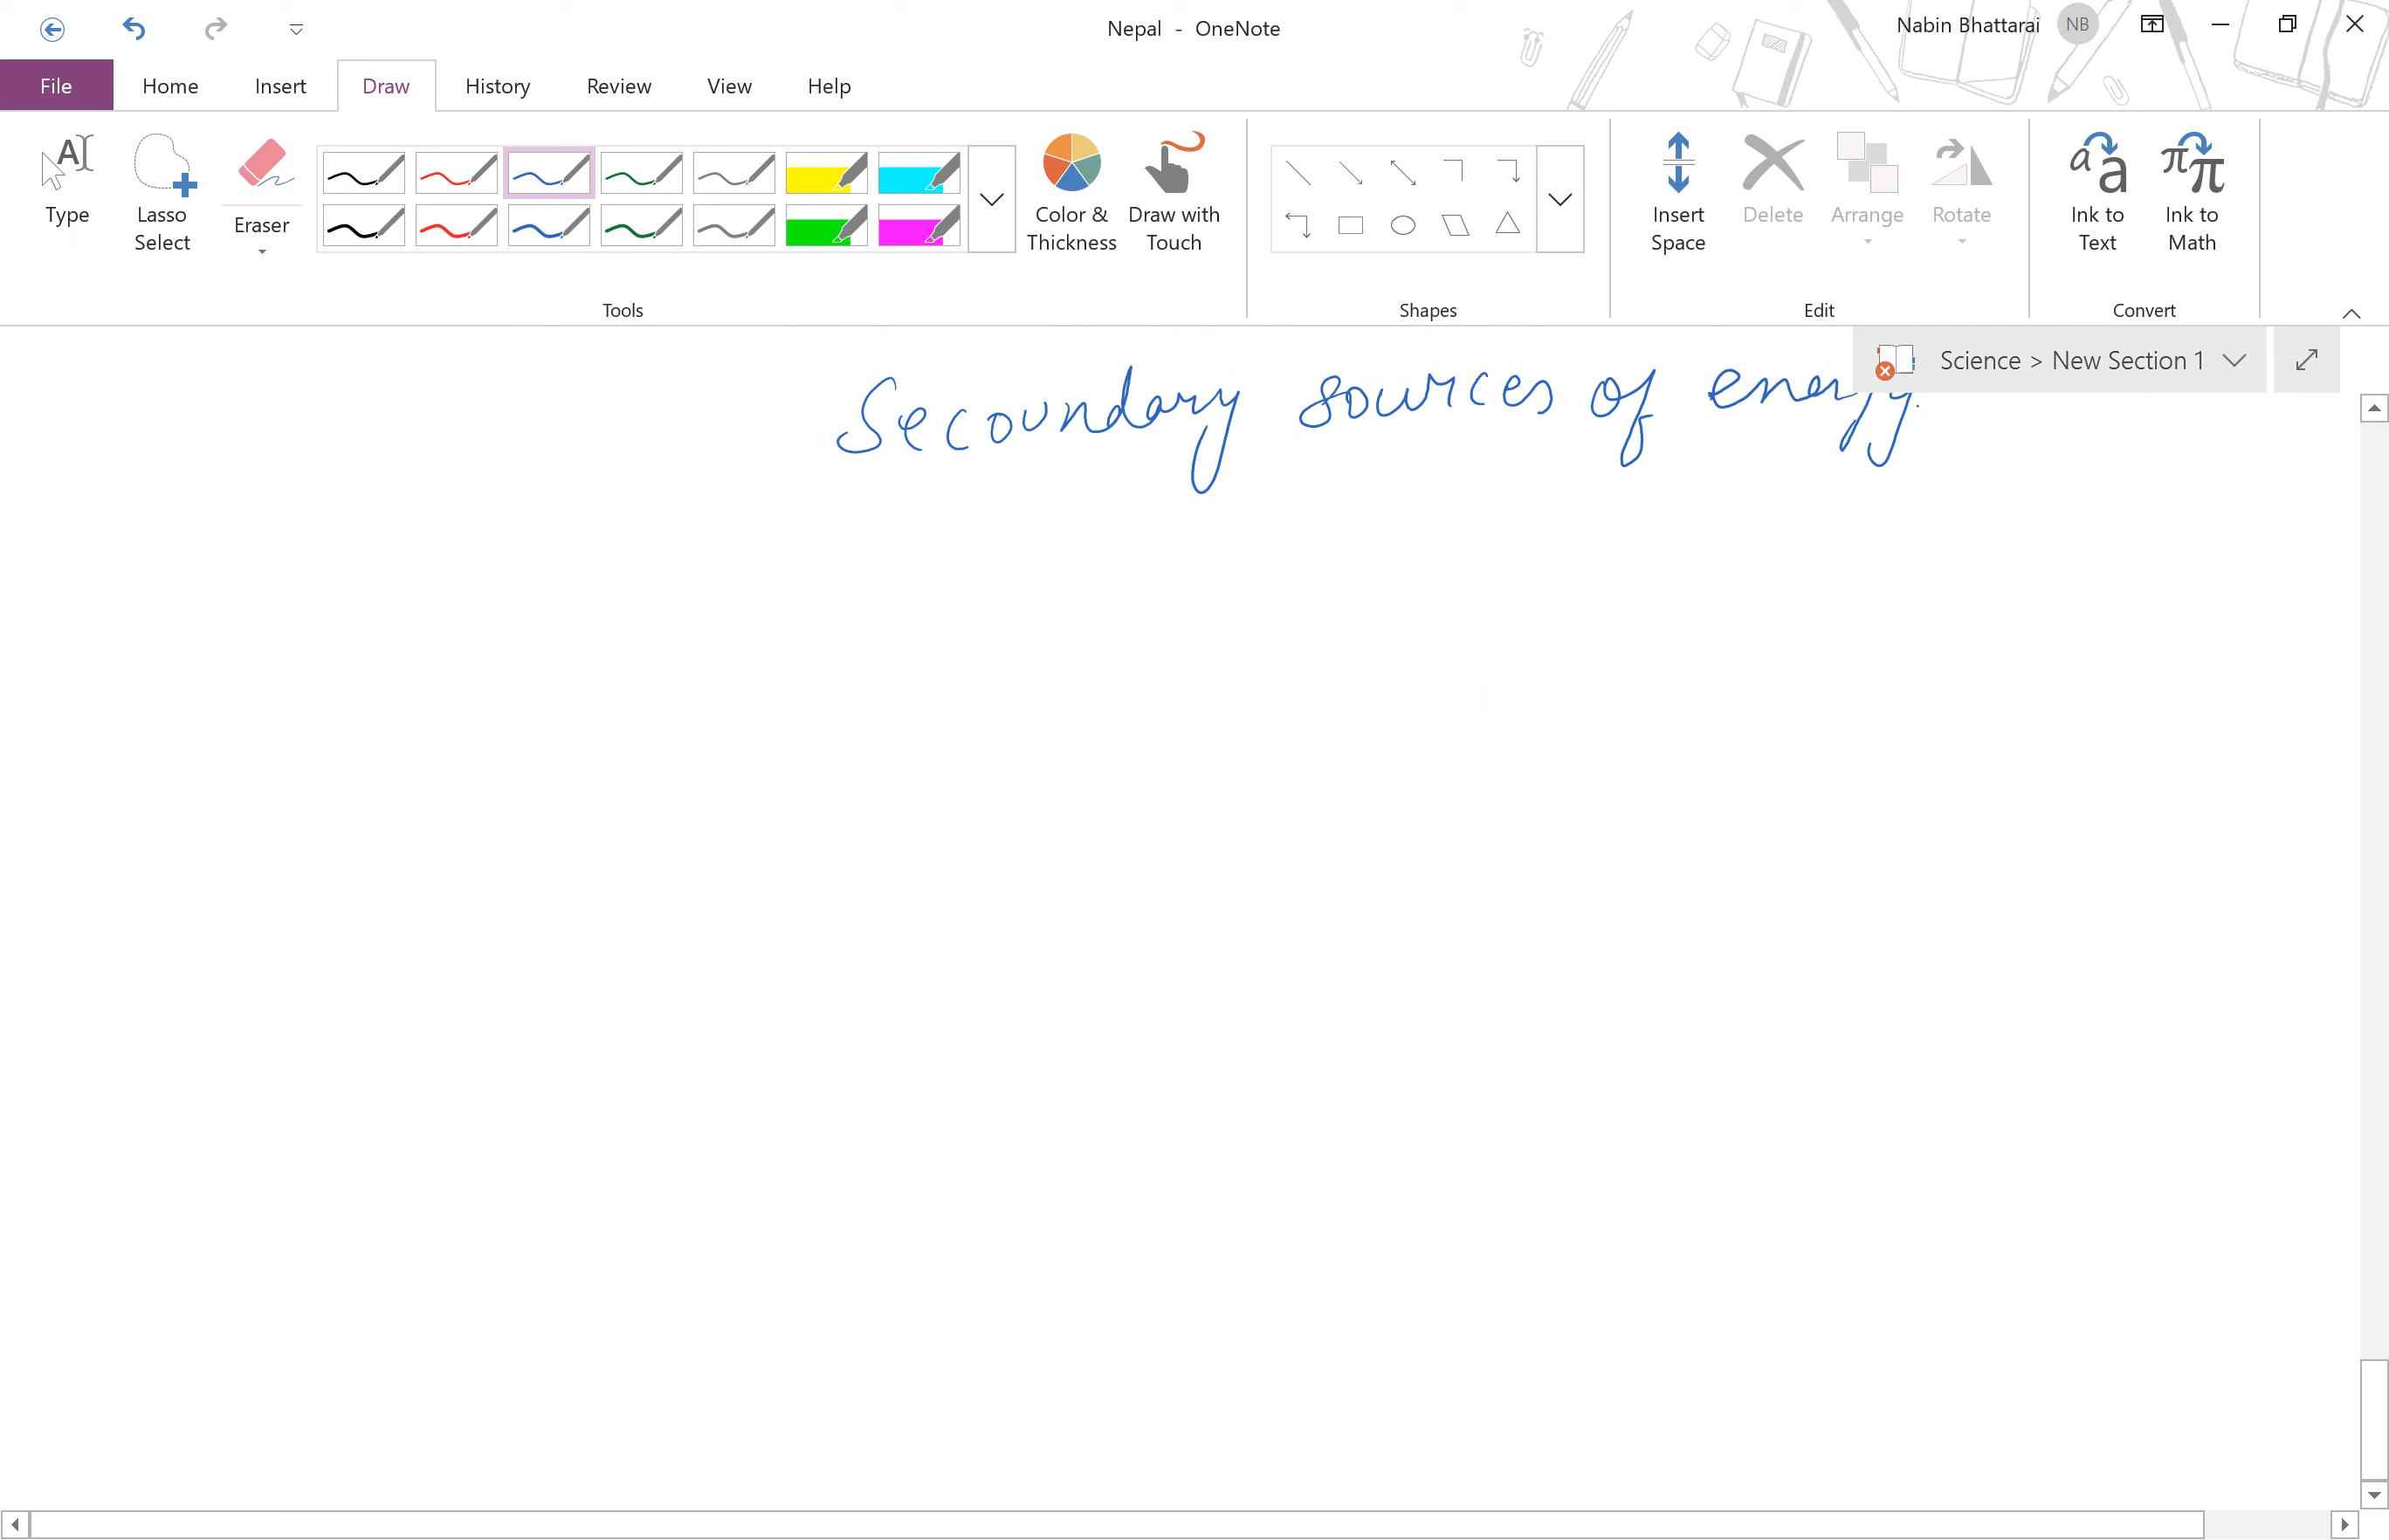 Nepal - OneNote
Nabin Bhattarai NB
File Home Insert Draw History Review View Help
Type
Lasso Select
Eraser
Color & Thickness
Draw with Touch
Insert Space
Delete
Arrange
Rotate
Ink to Text
Ink to Math
Tools
Shapes
Edit
Convert
Science > New Section 1
Secoundary sources of energy.